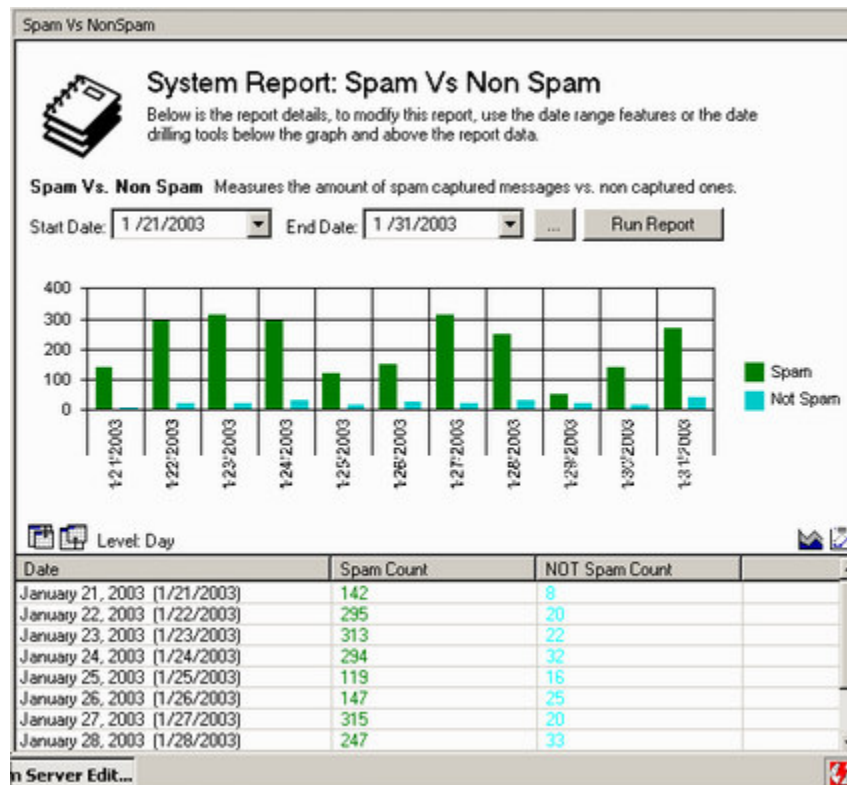 Spam Vs NonSpam
System Report: Spam Vs Non Spam
Below is the report details, to modify this report, use the date range features or the date
drilling tools below the graph and above the report data.
Spam Vs. Non Spam Measures the amount of spam captured messages vs. non captured ones.
Start Date: 1 /21/2003 End Date: 1 /31/2003 ... Run Report
400
300
200
100
0
Spam
Not Spam
1/21/2003
1/22/2003
1/23/2003
1/24/2003
1/25/2003
1/26/2003
1/27/2003
1/28/2003
1/29/2003
1/30/2003
1/31/2003
Level: Day
Date Spam Count NOT Spam Count
January 21, 2003 (1/21/2003) 142 8
January 22, 2003 (1/22/2003) 295 20
January 23, 2003 (1/23/2003) 313 22
January 24, 2003 (1/24/2003) 294 32
January 25, 2003 (1/25/2003) 119 16
January 26, 2003 (1/26/2003) 147 25
January 27, 2003 (1/27/2003) 315 20
January 28, 2003 (1/28/2003) 247 33
n Server Edit...